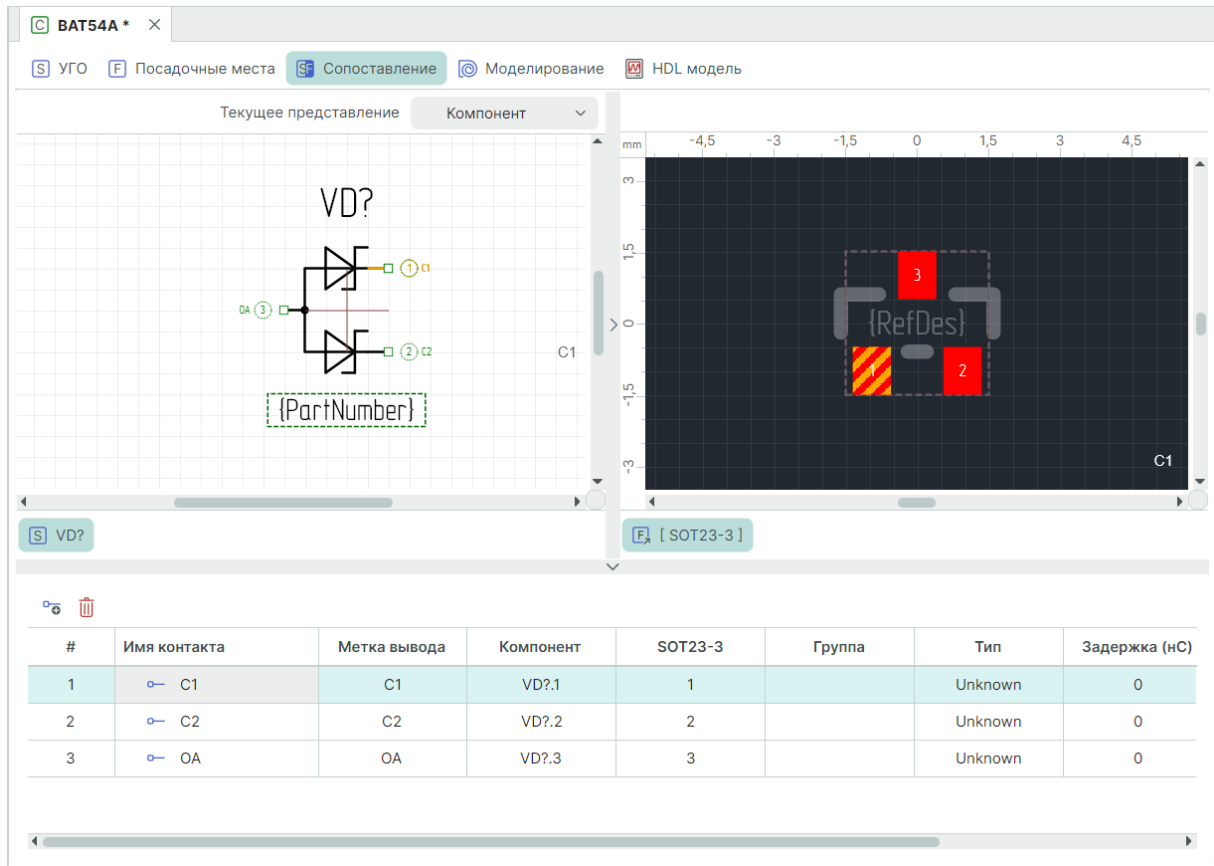 C BAT54A *
S УГО F Посадочные места SF Сопоставление Моделирование HDL модель
Текущее представление Компонент
mm -4,5 -3 -1,5 0 1,5 3 4,5
3
1,5
0
-1,5
-3
VD?
1 C1
OA 3
2 C2
C1
{PartNumber}
3
{RefDes}
1 2
C1
S VD?
F [ SOT23-3 ]
# Имя контакта Метка вывода Компонент SOT23-3 Группа Тип Задержка (нС)
1 C1 C1 VD?.1 1 Unknown 0
2 C2 C2 VD?.2 2 Unknown 0
3 OA OA VD?.3 3 Unknown 0